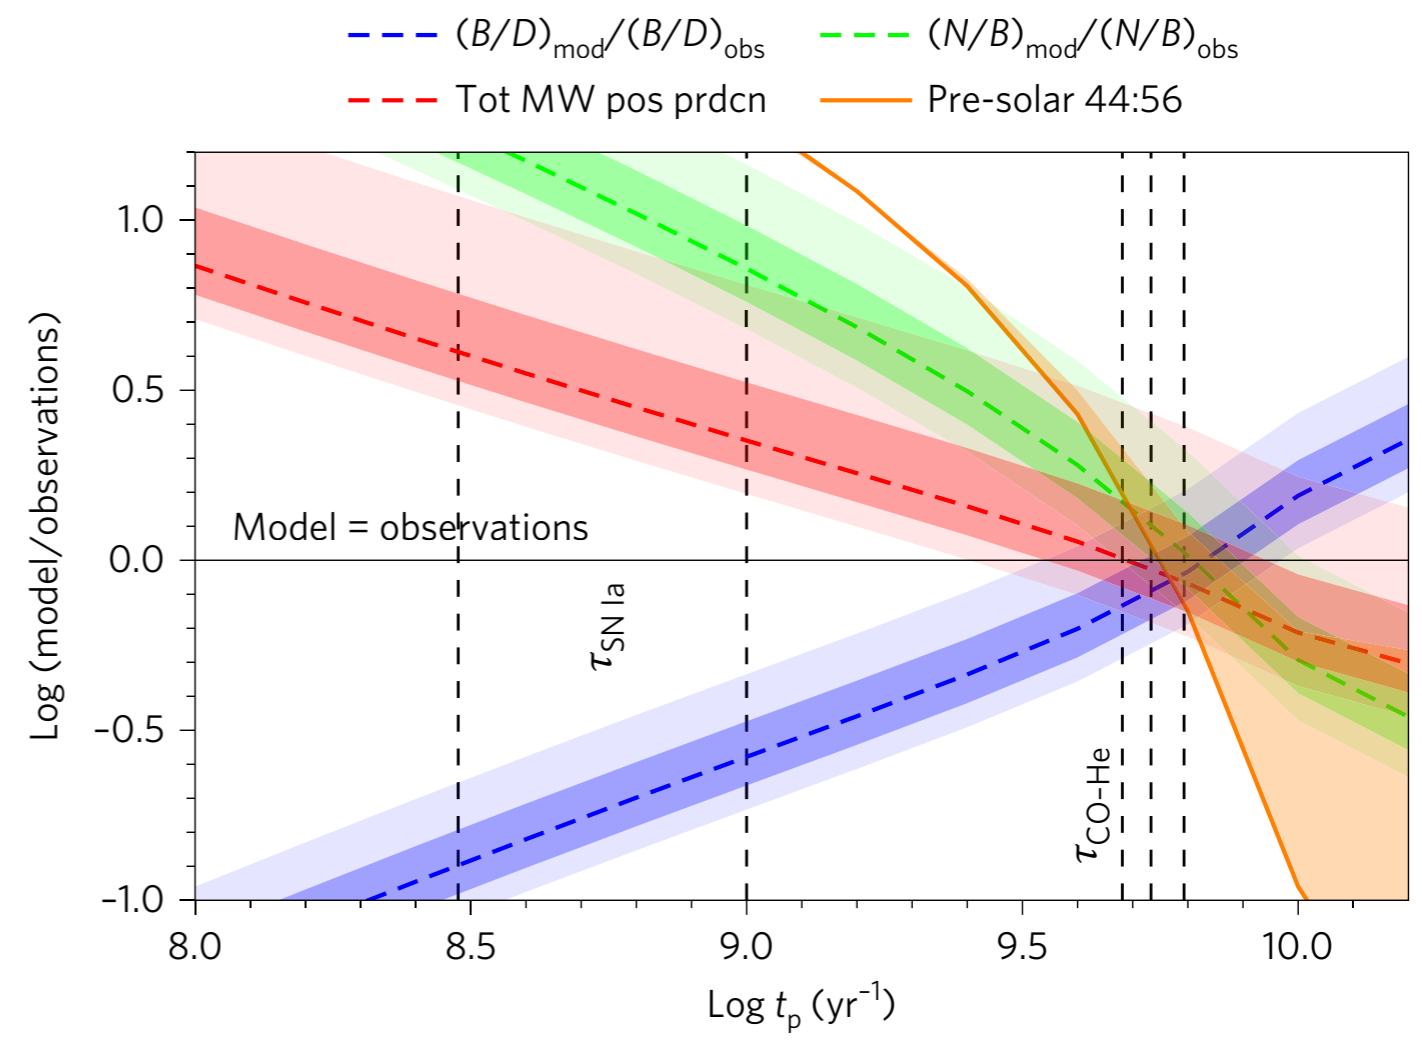 (B/D)mod/(B/D)obs
(N/B)mod/(N/B)obs
Tot MW pos prdcn
Pre-solar 44:56
1.0
0.5
0.0
−0.5
−1.0
Log (model/observations)
Model = observations
τSN Ia
τCO–He
8.0
8.5
9.0
9.5
10.0
Log tp (yr−1)